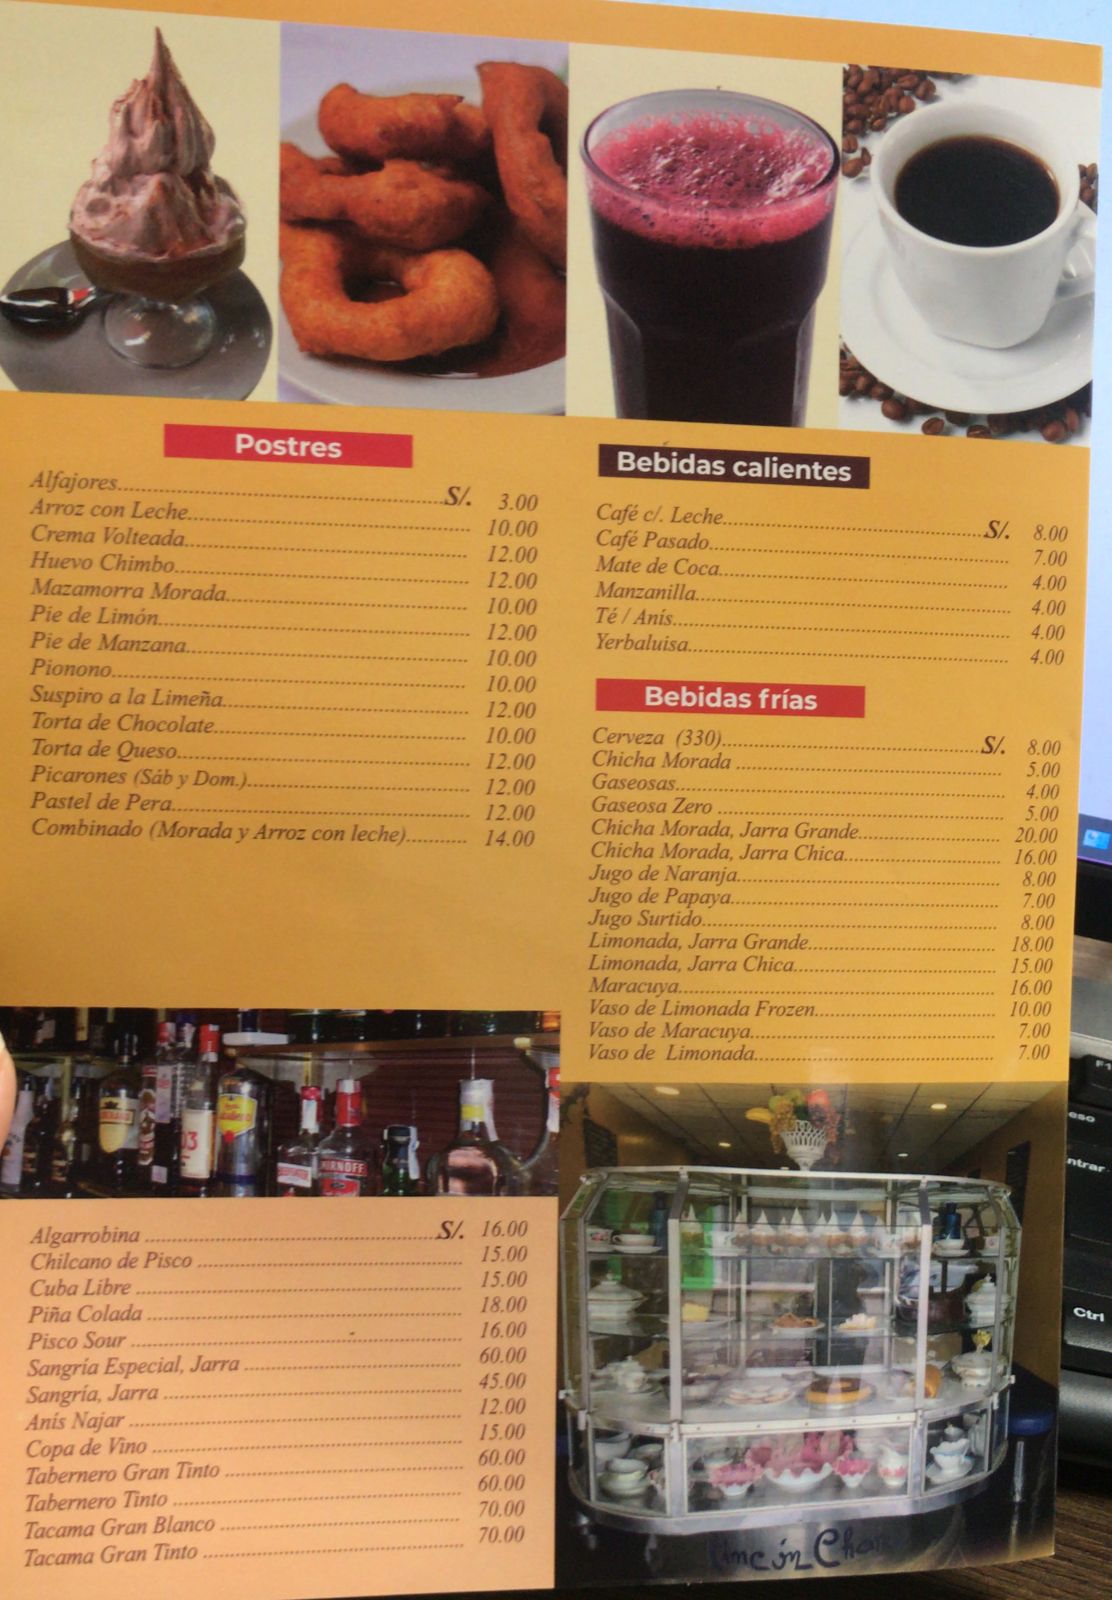 Postres
Alfajores S/. 3.00
Arroz con Leche 10.00
Crema Volteada 12.00
Huevo Chimbo 12.00
Mazamorra Morada 10.00
Pie de Limón 12.00
Pie de Manzana 10.00
Pionono 10.00
Suspiro a la Limeña 12.00
Torta de Chocolate 10.00
Torta de Queso 12.00
Picarones (Sáb y Dom.) 12.00
Pastel de Pera 12.00
Combinado (Morada y Arroz con leche) 14.00
Bebidas calientes
Café c/. Leche S/. 8.00
Café Pasado 7.00
Mate de Coca 4.00
Manzanilla 4.00
Té / Anís 4.00
Yerbaluisa 4.00
Bebidas frías
Cerveza (330) S/. 8.00
Chicha Morada 5.00
Gaseosas 4.00
Gaseosa Zero 5.00
Chicha Morada, Jarra Grande 20.00
Chicha Morada, Jarra Chica 16.00
Jugo de Naranja 8.00
Jugo de Papaya 7.00
Jugo Surtido 8.00
Limonada, Jarra Grande 18.00
Limonada, Jarra Chica 15.00
Maracuya 16.00
Vaso de Limonada Frozen 10.00
Vaso de Maracuya 7.00
Vaso de Limonada 7.00
Algarrobina S/. 16.00
Chilcano de Pisco 15.00
Cuba Libre 15.00
Piña Colada 18.00
Pisco Sour 16.00
Sangría Especial, Jarra 60.00
Sangría, Jarra 45.00
Anís Najar 12.00
Copa de Vino 15.00
Tabernero Gran Tinto 60.00
Tabernero Tinto 60.00
Tacama Gran Blanco 70.00
Tacama Gran Tinto 70.00
Ctrl